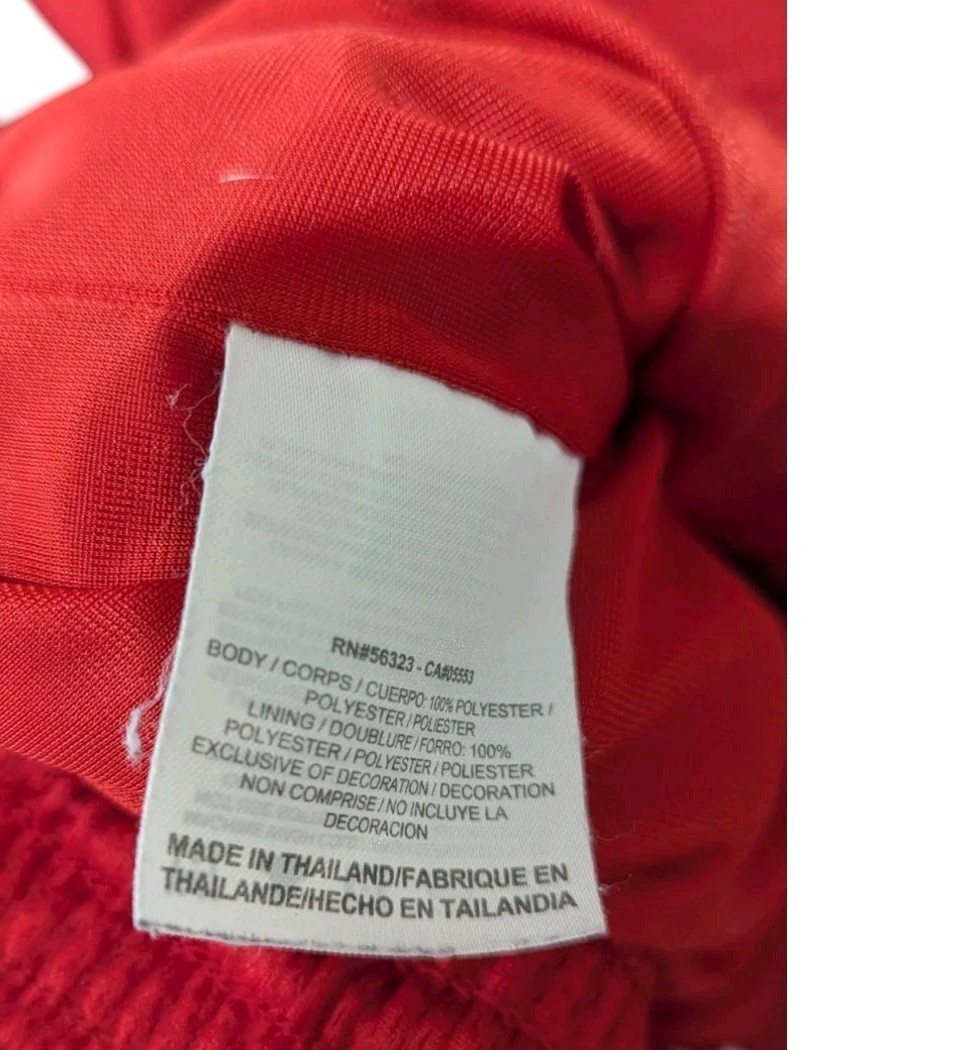 RN#56323 - CA#05553
BODY / CORPS / CUERPO: 100% POLYESTER /
POLYESTER / POLIESTER
LINING / DOUBLURE / FORRO: 100%
POLYESTER / POLYESTER / POLIESTER
EXCLUSIVE OF DECORATION / DECORATION
NON COMPRISE / NO INCLUYE LA
DECORACION
MADE IN THAILAND/FABRIQUE EN
THAILANDE/HECHO EN TAILANDIA